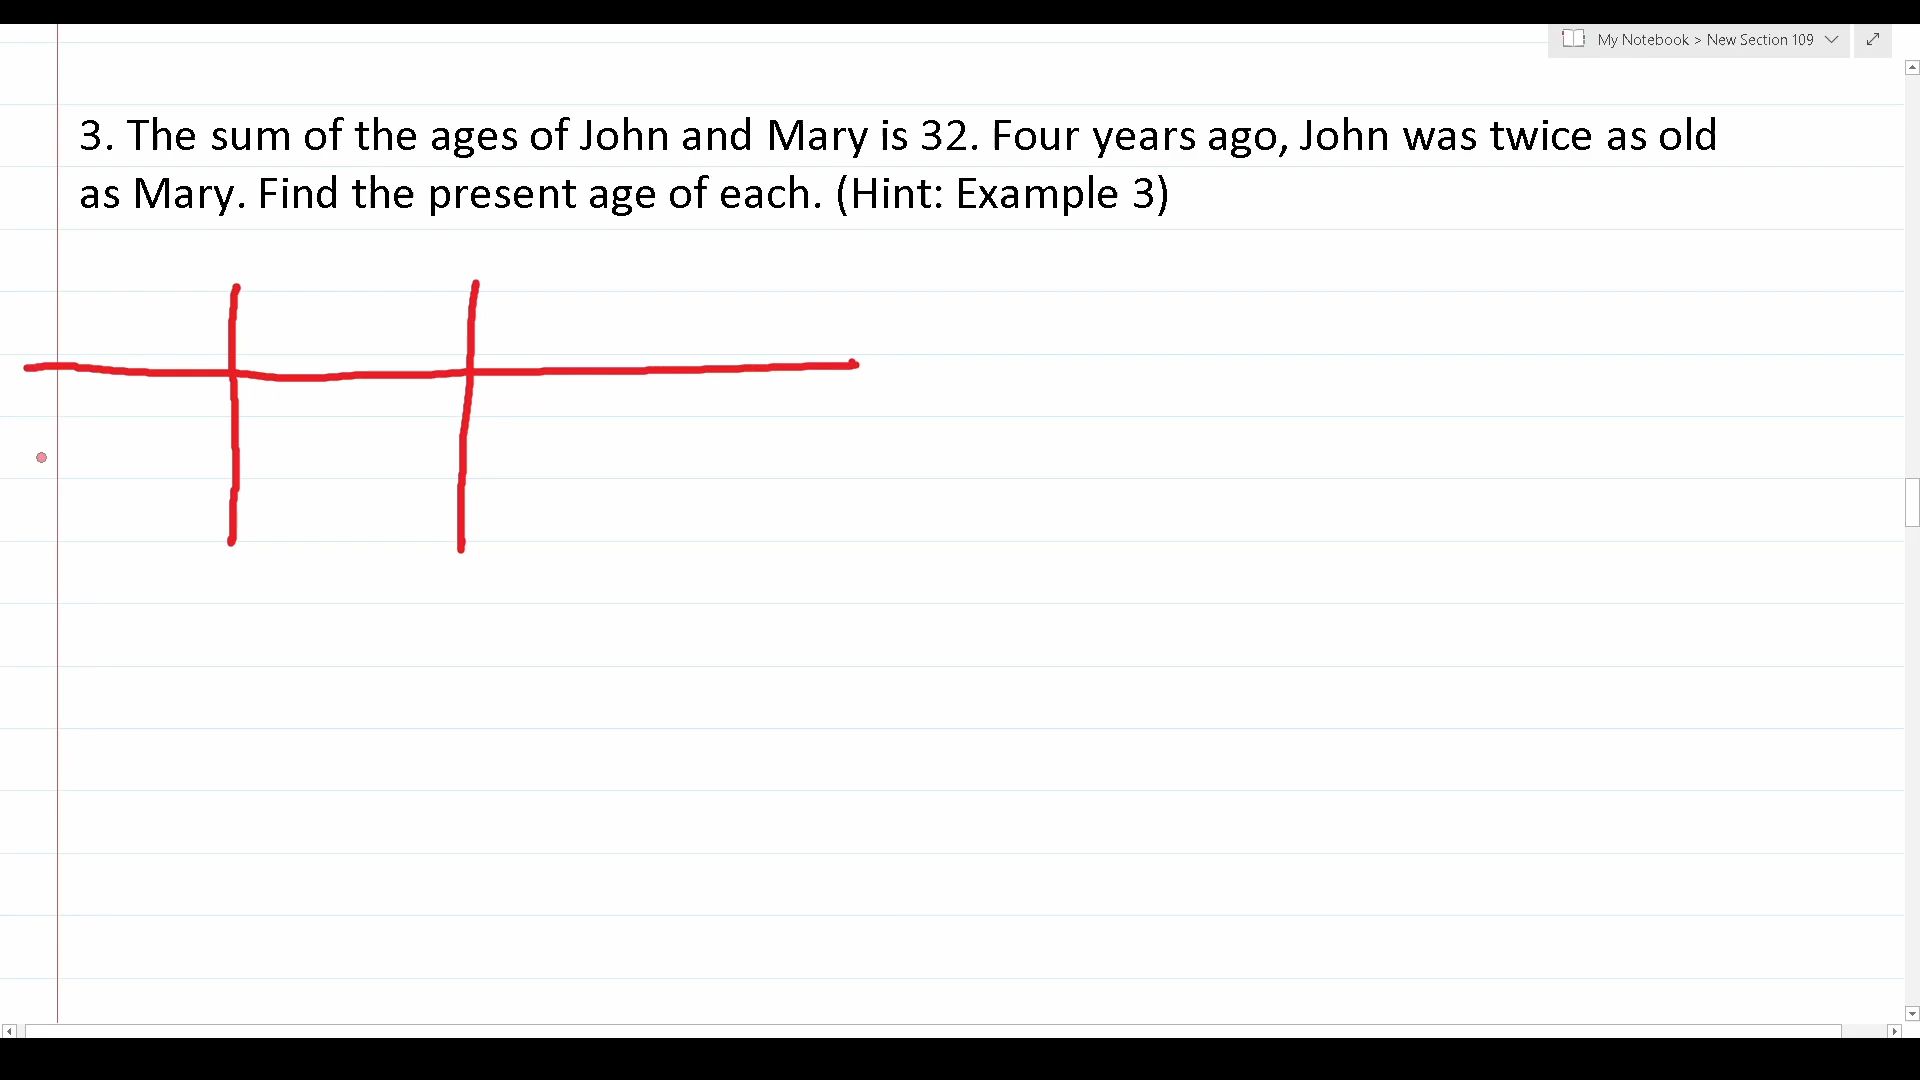 My Notebook > New Section 109
3. The sum of the ages of John and Mary is 32. Four years ago, John was twice as old
as Mary. Find the present age of each. (Hint: Example 3)